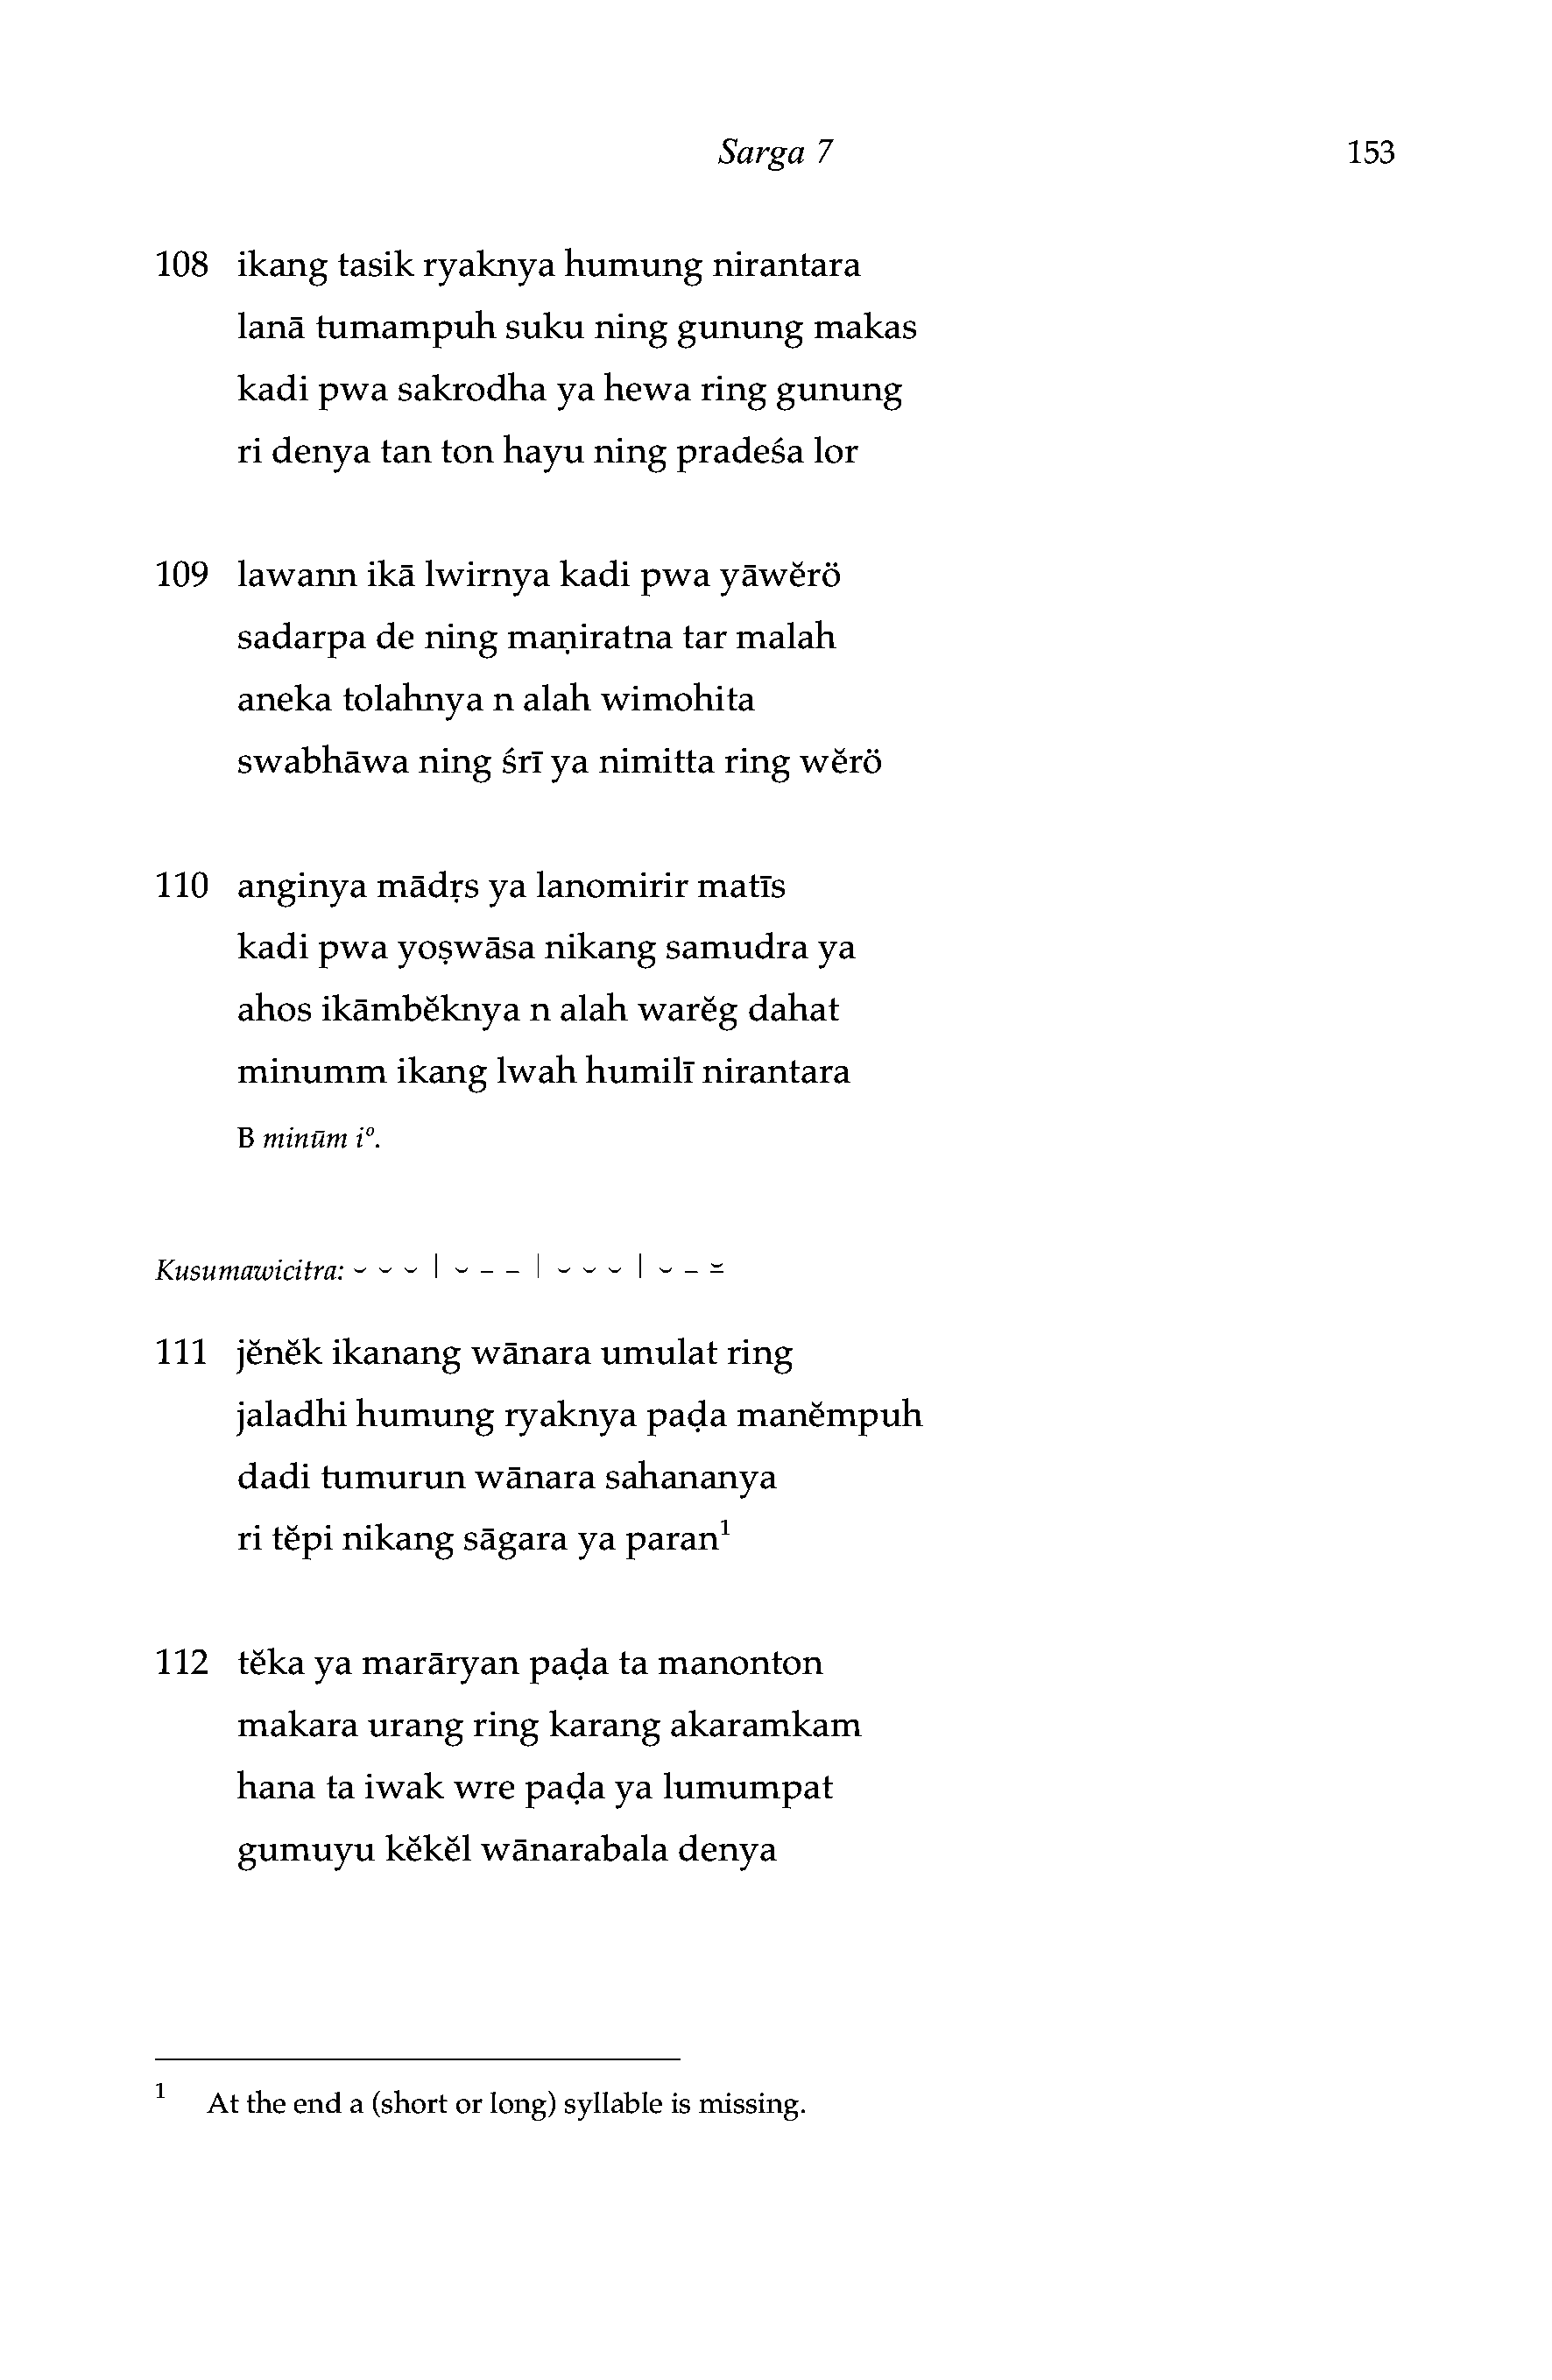 Sarga 7 153
108 ikang tasik ryaknya humung nirantara
lanā tumampuh suku ning gunung makas
kadi pwa sakrodha ya hewa ring gunung
ri denya tan ton hayu ning pradeśa lor
109 lawann ikā lwirnya kadi pwa yāwĕrö
sadarpa de ning maṇiratna tar malah
aneka tolahnya n alah wimohita
swabhāwa ning śrī ya nimitta ring wĕrö
110 anginya mādṛs ya lanomirir matīs
kadi pwa yoṣwāsa nikang samudra ya
ahos ikāmbĕknya n alah warĕg dahat
minumm ikang lwah humilī nirantara
B minūm iº.
Kusumawicitra: ⏑ ⏑ ⏑ | ⏑ – – | ⏑ ⏑ ⏑ | ⏑ – ⏓
111 jĕnĕk ikanang wānara umulat ring
jaladhi humung ryaknya paḍa manĕmpuh
dadi tumurun wānara sahananya
ri tĕpi nikang sāgara ya paran¹
112 tĕka ya marāryan paḍa ta manonton
makara urang ring karang akaramkam
hana ta iwak wre paḍa ya lumumpat
gumuyu kĕkĕl wānarabala denya
¹ At the end a (short or long) syllable is missing.